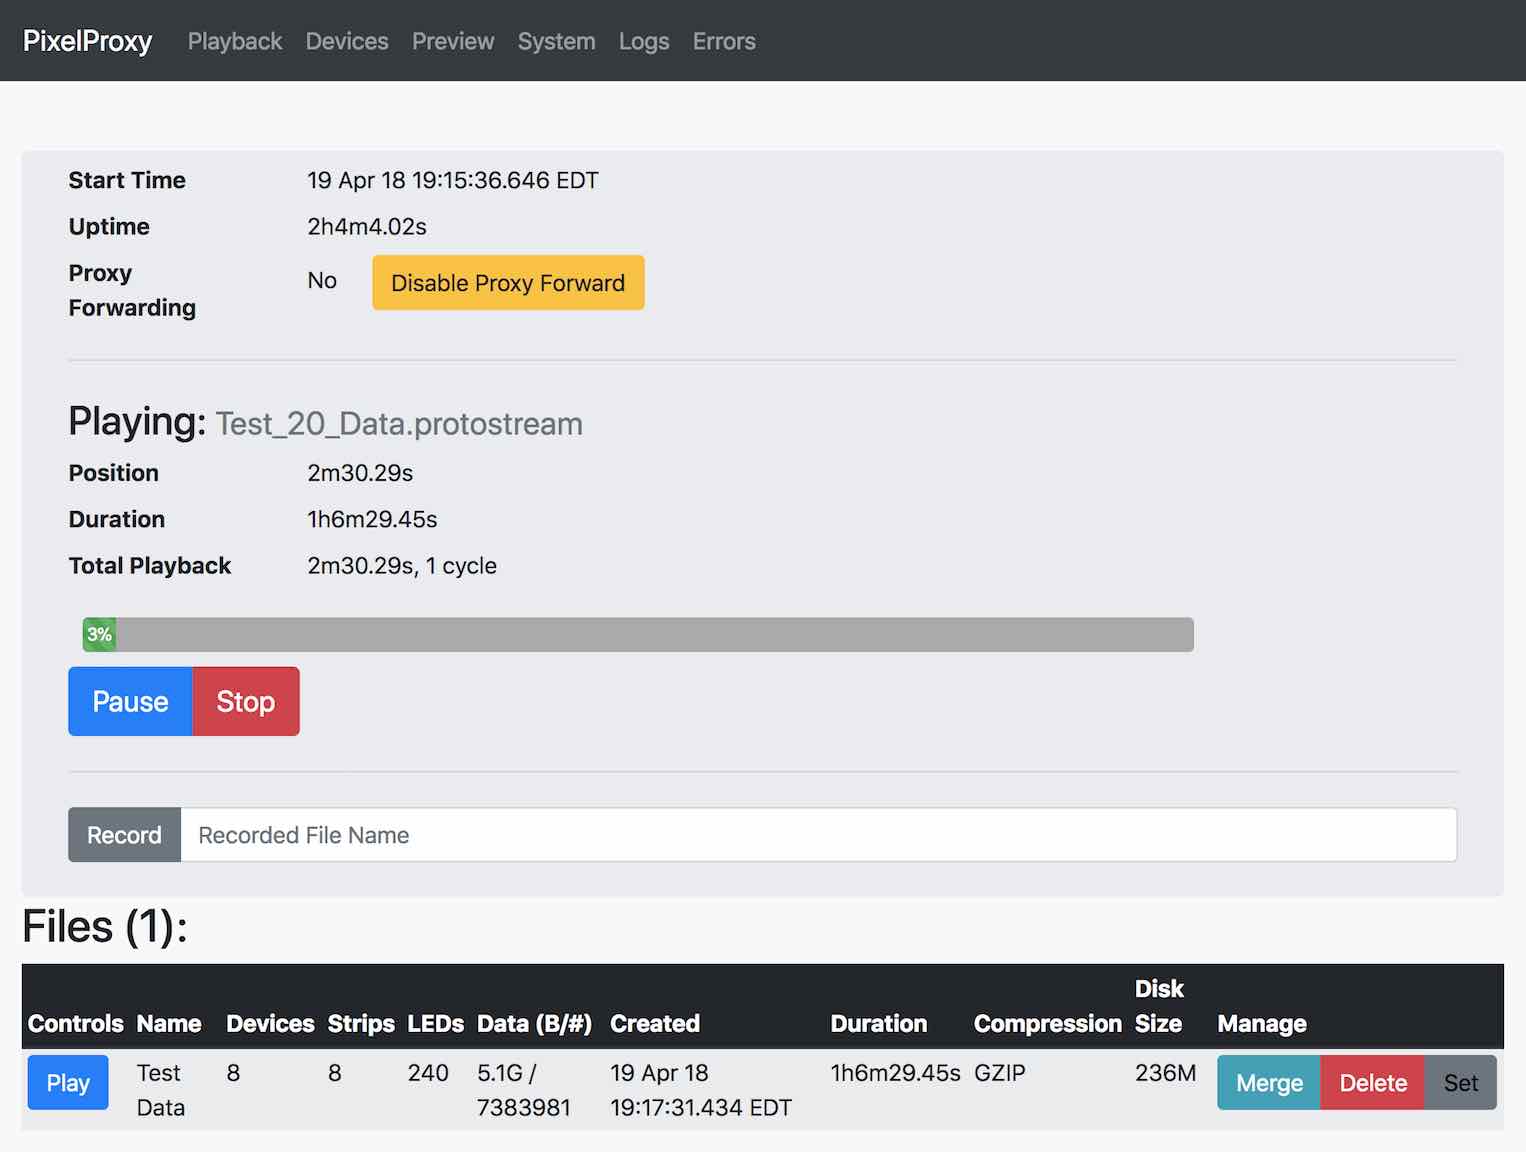 PixelProxy Playback Devices Preview System Logs Errors
Start Time 19 Apr 18 19:15:36.646 EDT
Uptime 2h4m4.02s
Proxy Forwarding No Disable Proxy Forward
Playing: Test_20_Data.protostream
Position 2m30.29s
Duration 1h6m29.45s
Total Playback 2m30.29s, 1 cycle
3%
Pause Stop
Record Recorded File Name
Files (1):
Controls Name Devices Strips LEDs Data (B/#) Created Duration Compression Disk Size Manage
Play Test Data 8 8 240 5.1G / 7383981 19 Apr 18 19:17:31.434 EDT 1h6m29.45s GZIP 236M Merge Delete Set